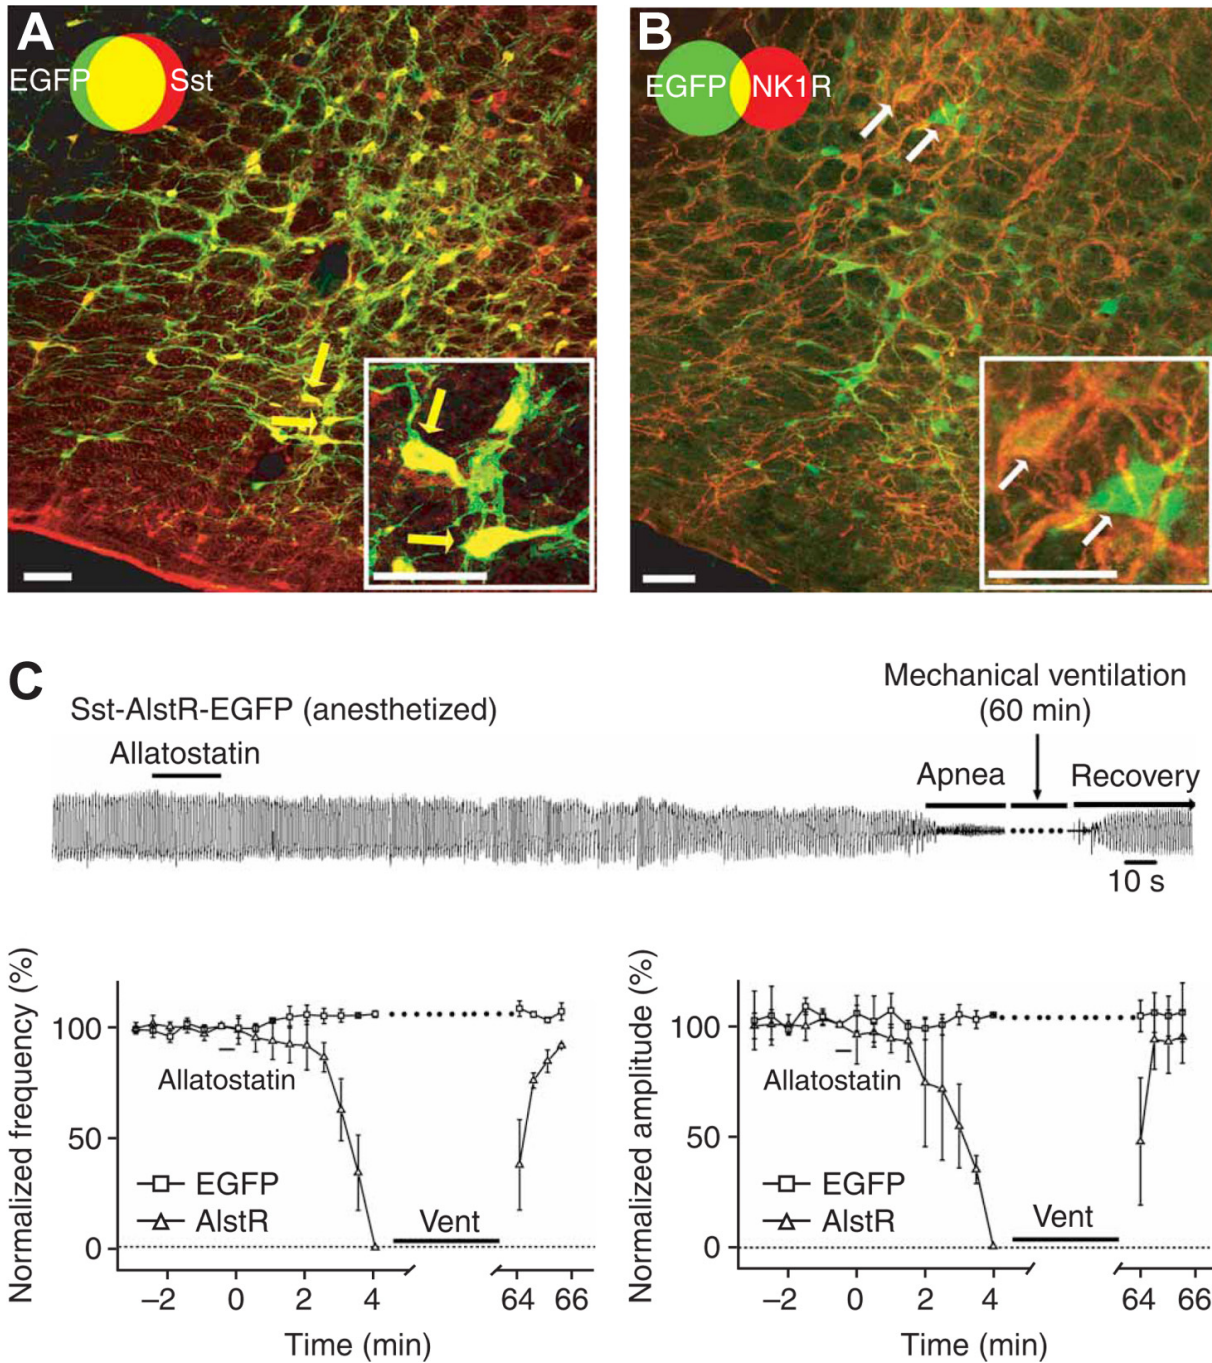 A
EGFP Sst
B
EGFP NK1R
C
Mechanical ventilation
(60 min)
Sst-AlstR-EGFP (anesthetized)
Allatostatin
Apnea
Recovery
10 s
Normalized frequency (%)
100
50
0
Allatostatin
EGFP
AlstR
Vent
–2 0 2 4 64 66
Time (min)
Normalized amplitude (%)
100
50
0
Allatostatin
EGFP
AlstR
Vent
–2 0 2 4 64 66
Time (min)